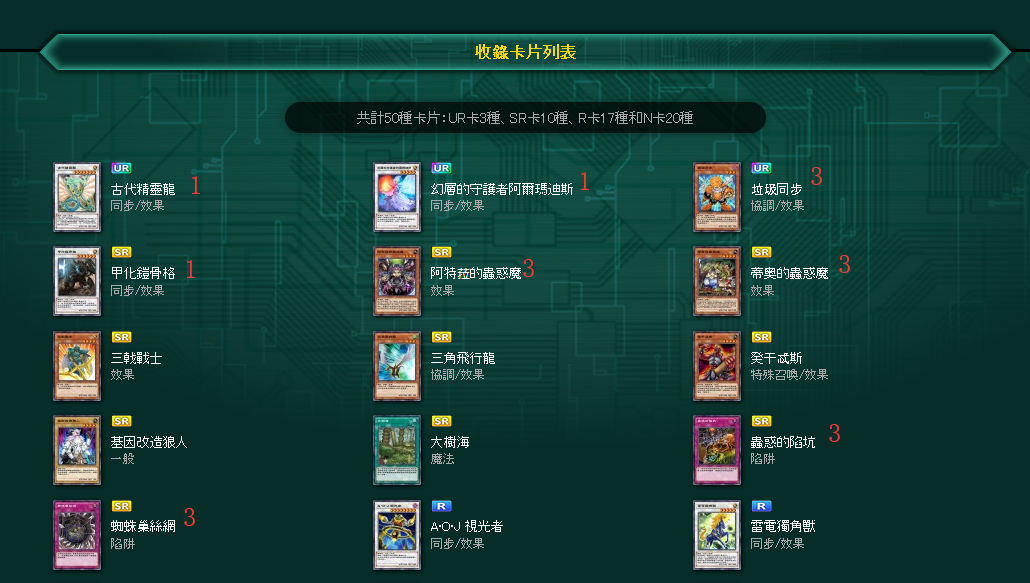 收錄卡片列表
共計50種卡片：UR卡3種、SR卡10種、R卡17種和N卡20種
UR
古代精靈龍 1
同步/效果
UR
幻層的守護者阿爾瑪迪斯 1
同步/效果
UR
垃圾同步 3
協調/效果
SR
甲化鎧骨格 1
同步/效果
SR
阿特菈的蟲惑魔 3
效果
SR
蒂奧的蟲惑魔 3
效果
SR
三戟戰士
效果
SR
三角飛行龍
協調/效果
SR
癸干忒斯
特殊召喚/效果
SR
基因改造狼人
一般
SR
大樹海
魔法
SR
蟲惑的陷坑 3
陷阱
SR
蜘蛛巢絲網 3
陷阱
R
A·O·J 視光者
同步/效果
R
雷電獨角獸
同步/效果